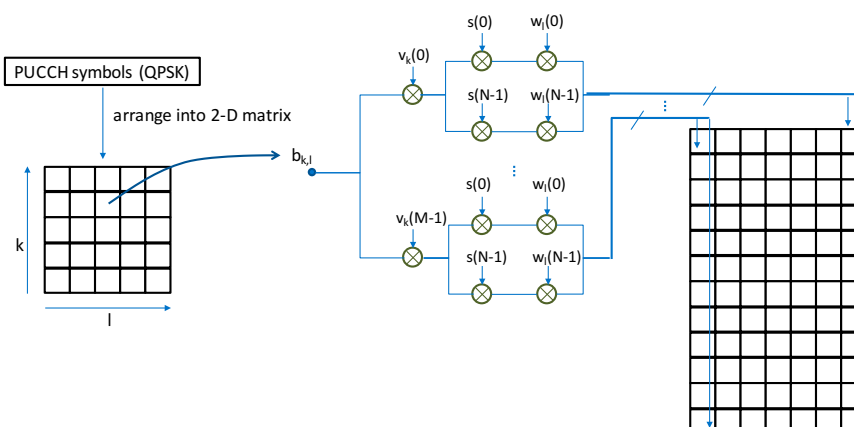 s(0)
w_l(0)
v_k(0)
PUCCH symbols (QPSK)
s(N-1)
w_l(N-1)
...
arrange into 2-D matrix
b_k,l
...
s(0)
w_l(0)
v_k(M-1)
s(N-1)
w_l(N-1)
k
l